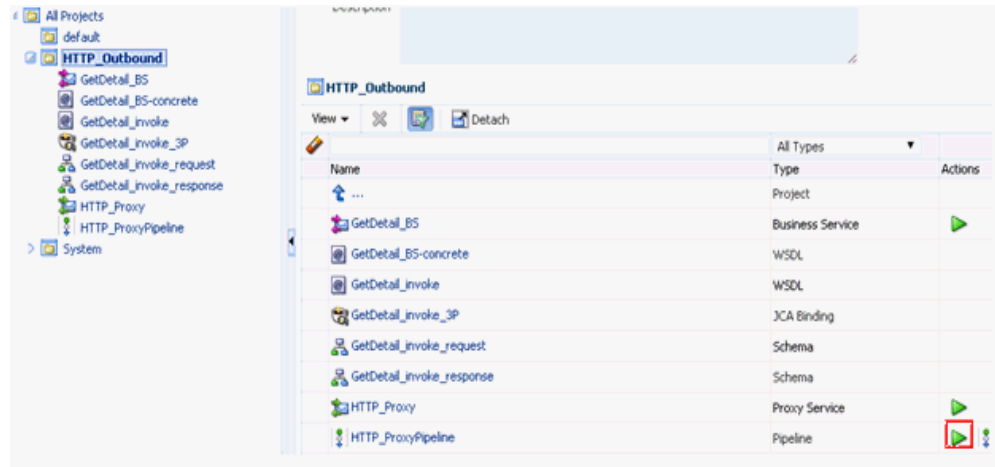 All Projects
default
HTTP_Outbound
GetDetail_BS
GetDetail_BS-concrete
GetDetail_invoke
GetDetail_invoke_3P
GetDetail_invoke_request
GetDetail_invoke_response
HTTP_Proxy
HTTP_ProxyPipeline
System
Description
HTTP_Outbound
View Detach
All Types
Name Type Actions
... Project
GetDetail_BS Business Service
GetDetail_BS-concrete WSDL
GetDetail_invoke WSDL
GetDetail_invoke_3P JCA Binding
GetDetail_invoke_request Schema
GetDetail_invoke_response Schema
HTTP_Proxy Proxy Service
HTTP_ProxyPipeline Pipeline